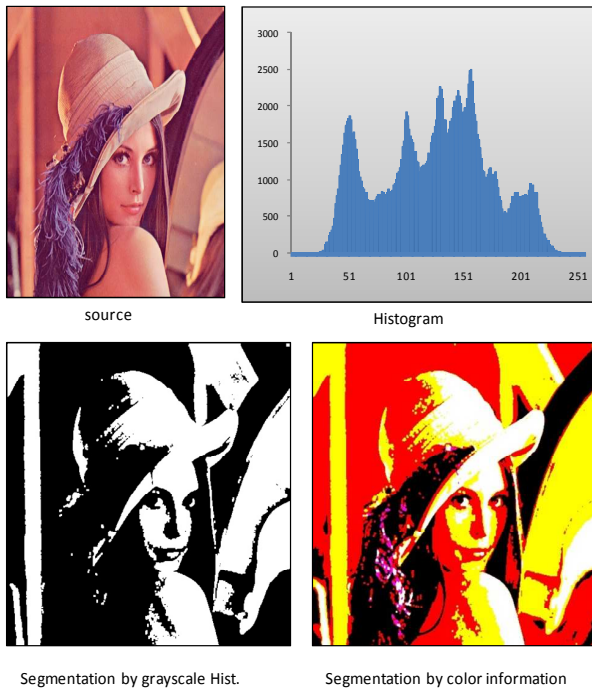 3000
2500
2000
1500
1000
500
0
1 51 101 151 201 251
source
Histogram
Segmentation by grayscale Hist.
Segmentation by color information